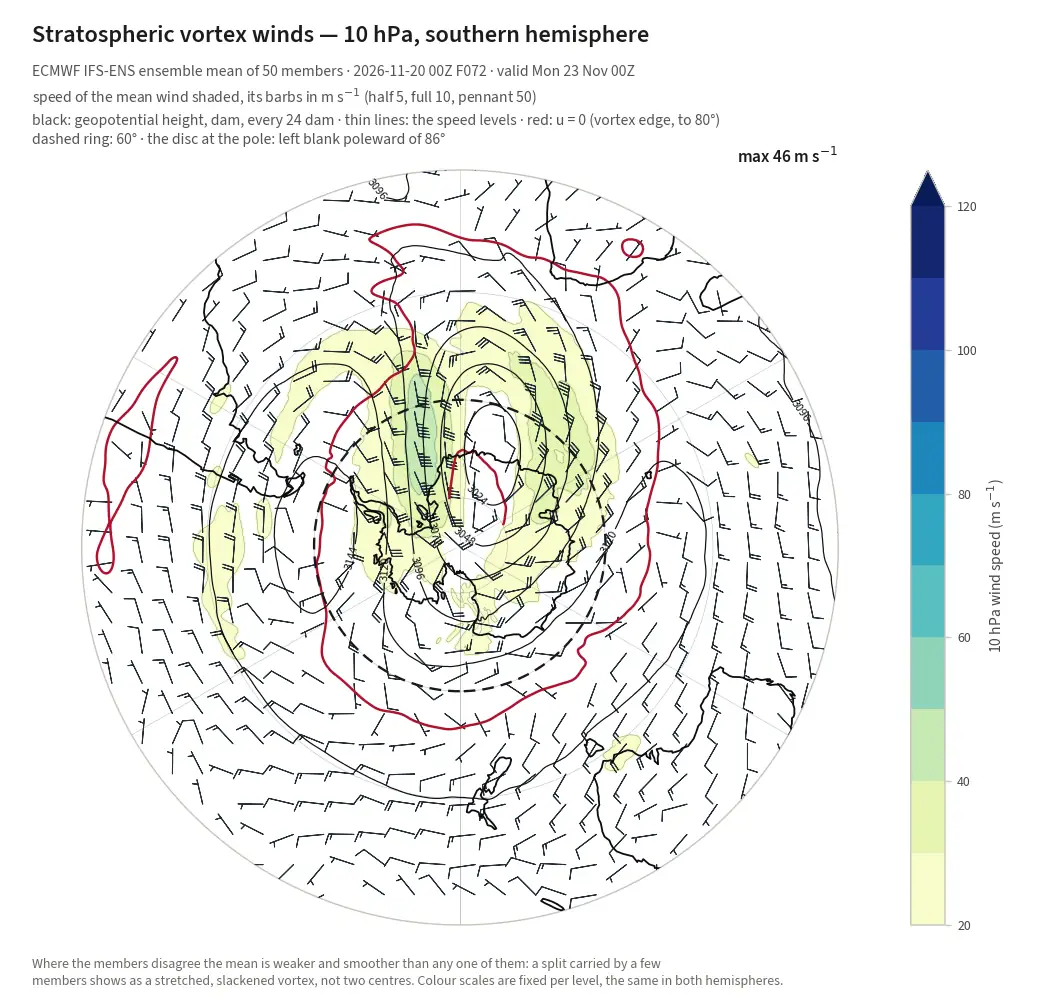 Stratospheric vortex winds — 10 hPa, southern hemisphere
ECMWF IFS-ENS ensemble mean of 50 members · 2026-11-20 00Z F072 · valid Mon 23 Nov 00Z
speed of the mean wind shaded, its barbs in m s⁻¹ (half 5, full 10, pennant 50)
black: geopotential height, dam, every 24 dam · thin lines: the speed levels · red: u = 0 (vortex edge, to 80°)
dashed ring: 60° · the disc at the pole: left blank poleward of 86°
max 46 m s⁻¹
3096
120
100
3096
80
3024
3048
3120
3144
3096
60
10 hPa wind speed (m s⁻¹)
40
20
Where the members disagree the mean is weaker and smoother than any one of them: a split carried by a few
members shows as a stretched, slackened vortex, not two centres. Colour scales are fixed per level, the same in both hemispheres.